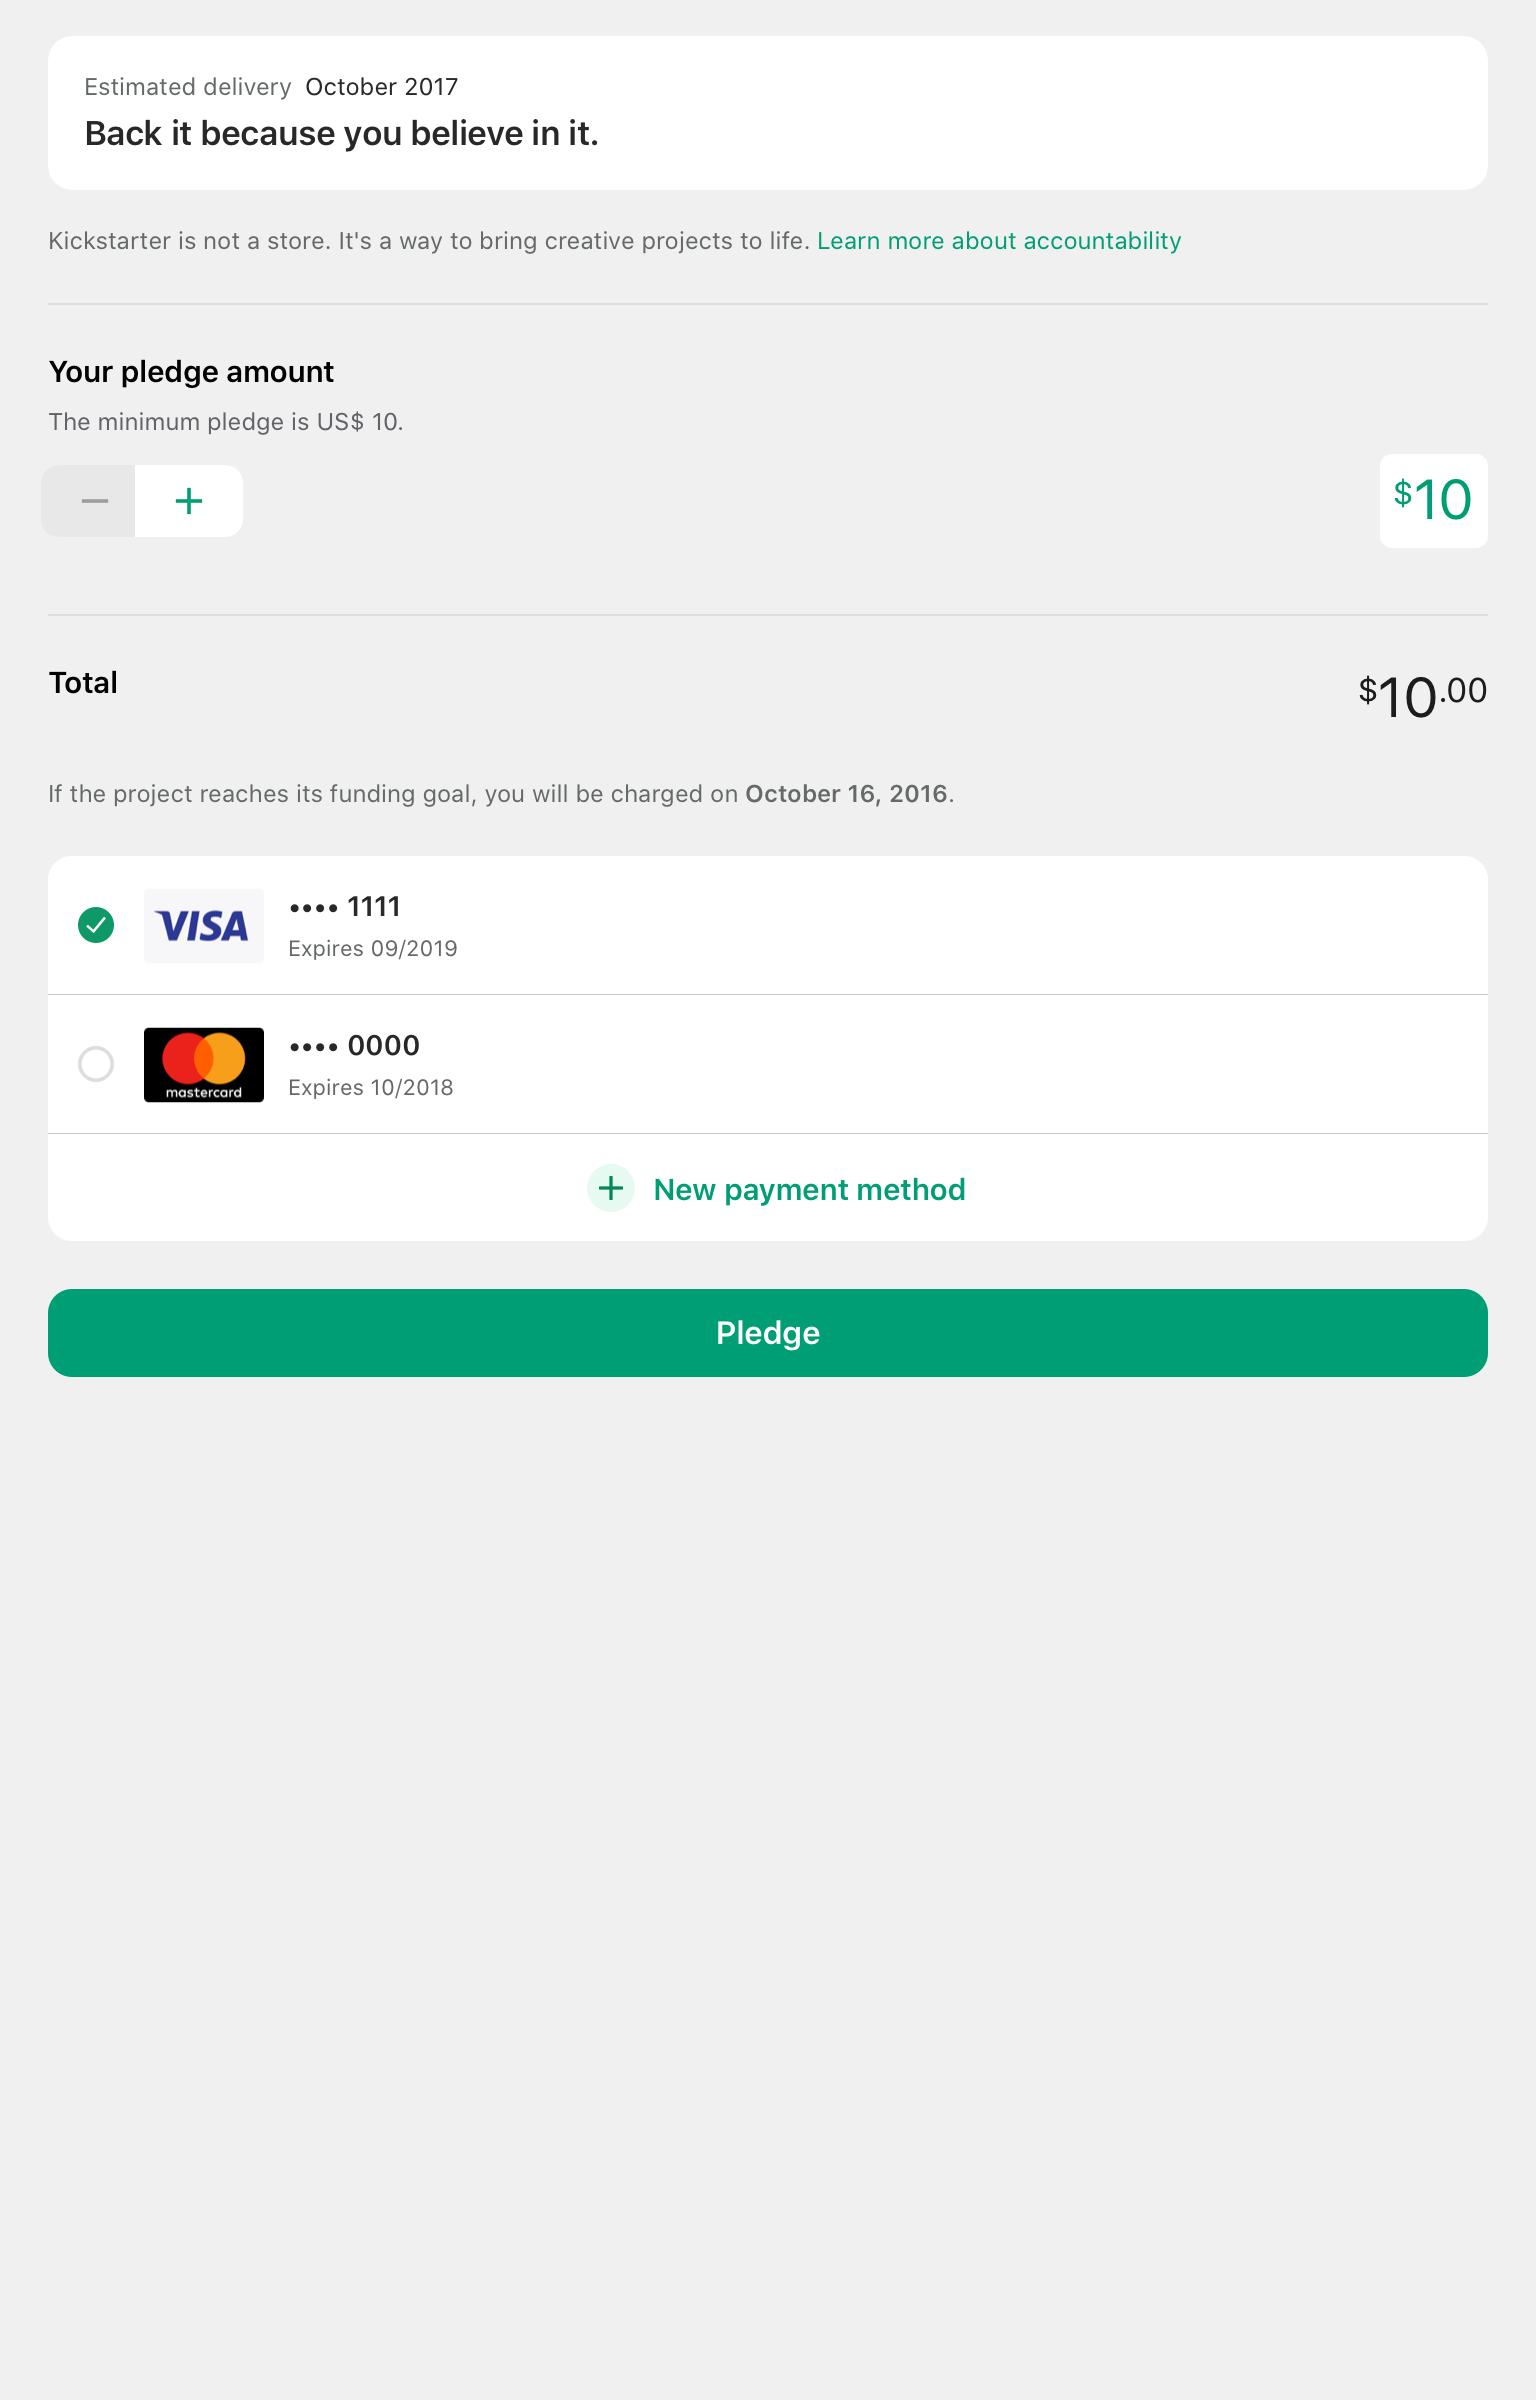 Estimated delivery October 2017
Back it because you believe in it.
Kickstarter is not a store. It's a way to bring creative projects to life. Learn more about accountability
Your pledge amount
The minimum pledge is US$ 10.
$10
Total
$10.00
If the project reaches its funding goal, you will be charged on October 16, 2016.
VISA
•••• 1111
Expires 09/2019
•••• 0000
mastercard
Expires 10/2018
New payment method
Pledge